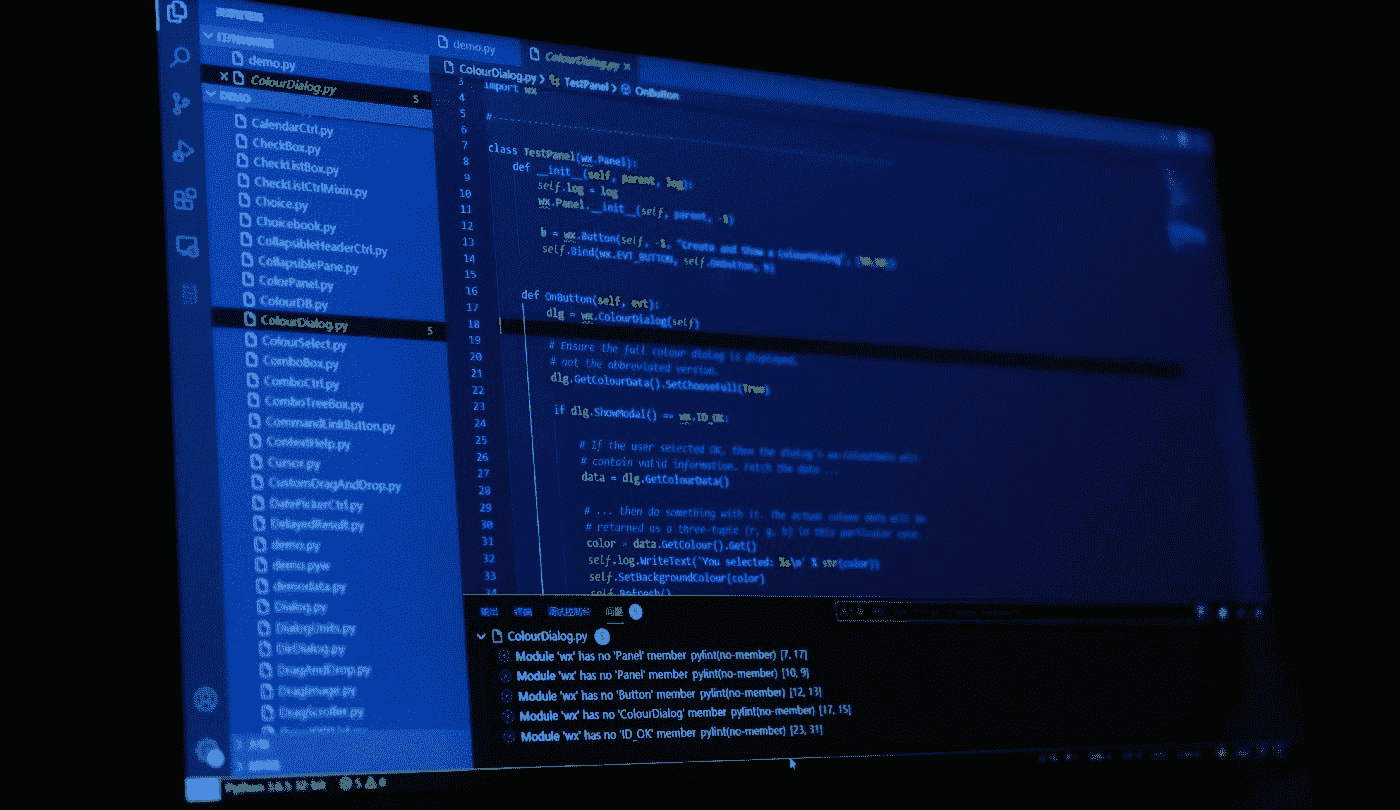 demo.py
ColourDialog.py 5
DEMO
CalendarCtrl.py
CheckBox.py
CheckListBox.py
CheckListCtrlMixin.py
Choice.py
Choicebook.py
CollapsibleHeaderCtrl.py
CollapsiblePane.py
ColorPanel.py
ColourDB.py
ColourDialog.py 5
ColourSelect.py
ComboBox.py
ComboCtrl.py
ComboTreeBox.py
CommandLinkButton.py
ContextHelp.py
Cursor.py
CustomDragAndDrop.py
DatePickerCtrl.py
DelayedResult.py
demo.py
demo.pyw
demodata.py
Dialog.py
DialogUnits.py
DirDialog.py
DragAndDrop.py
DragImage.py
DragScroller.py
demo.py ColourDialog.py ×
ColourDialog.py > TestPanel > OnButton
3 import wx
4
5 #
6
7 class TestPanel(wx.Panel):
8 def __init__(self, parent, log):
9 self.log = log
10 wx.Panel.__init__(self, parent, -1)
11
12 b = wx.Button(self, -1, "Create and Show a ColourDialog",
13 self.Bind(wx.EVT_BUTTON, self.OnButton, b)
14
15
16 def OnButton(self, evt):
17 dlg = wx.ColourDialog(self)
18
19 # Ensure the full colour dialog is displayed,
20 # not the abbreviated version.
21 dlg.GetColourData().SetChooseFull(True)
22
23 if dlg.ShowModal() == wx.ID_OK:
24
25 # If the user selected OK, then the dialog's wx.ColourData will
26 # contain valid information. Fetch the data ...
27 data = dlg.GetColourData()
28
29 # ... then do something with it. The actual colour data will be
30 # returned as a three-tuple (r, g, b) in this particular case.
31 color = data.GetColour().Get()
32 self.log.WriteText('You selected: %s\n' % str(color))
33 self.SetBackgroundColour(color)
34 self.Refresh()
输出 终端 调试控制台 问题 5
ColourDialog.py 5
Module 'wx' has no 'Panel' member pylint(no-member) [7, 17]
Module 'wx' has no 'Panel' member pylint(no-member) [10, 9]
Module 'wx' has no 'Button' member pylint(no-member) [12, 13]
Module 'wx' has no 'ColourDialog' member pylint(no-member) [17, 15]
Module 'wx' has no 'ID_OK' member pylint(no-member) [23, 31]
Python